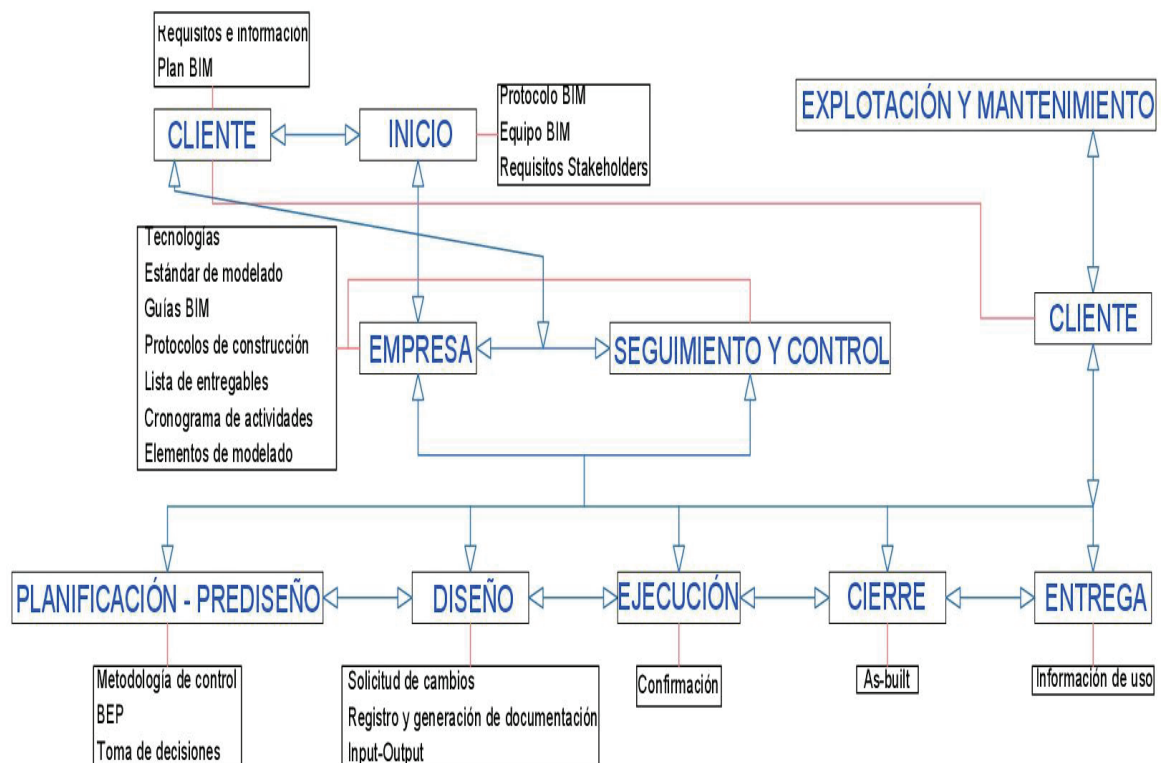 Requisitos e información
Plan BIM
CLIENTE
INICIO
Protocolo BIM
Equipo BIM
Requisitos Stakeholders
EXPLOTACIÓN Y MANTENIMIENTO
Tecnologías
Estándar de modelado
Guías BIM
Protocolos de construcción
Lista de entregables
Cronograma de actividades
Elementos de modelado
EMPRESA
SEGUIMIENTO Y CONTROL
CLIENTE
PLANIFICACIÓN - PREDISEÑO
DISEÑO
EJECUCIÓN
CIERRE
ENTREGA
Metodología de control
BEP
Toma de decisiones
Solicitud de cambios
Registro y generación de documentación
Input-Output
Confirmación
As-built
Información de uso